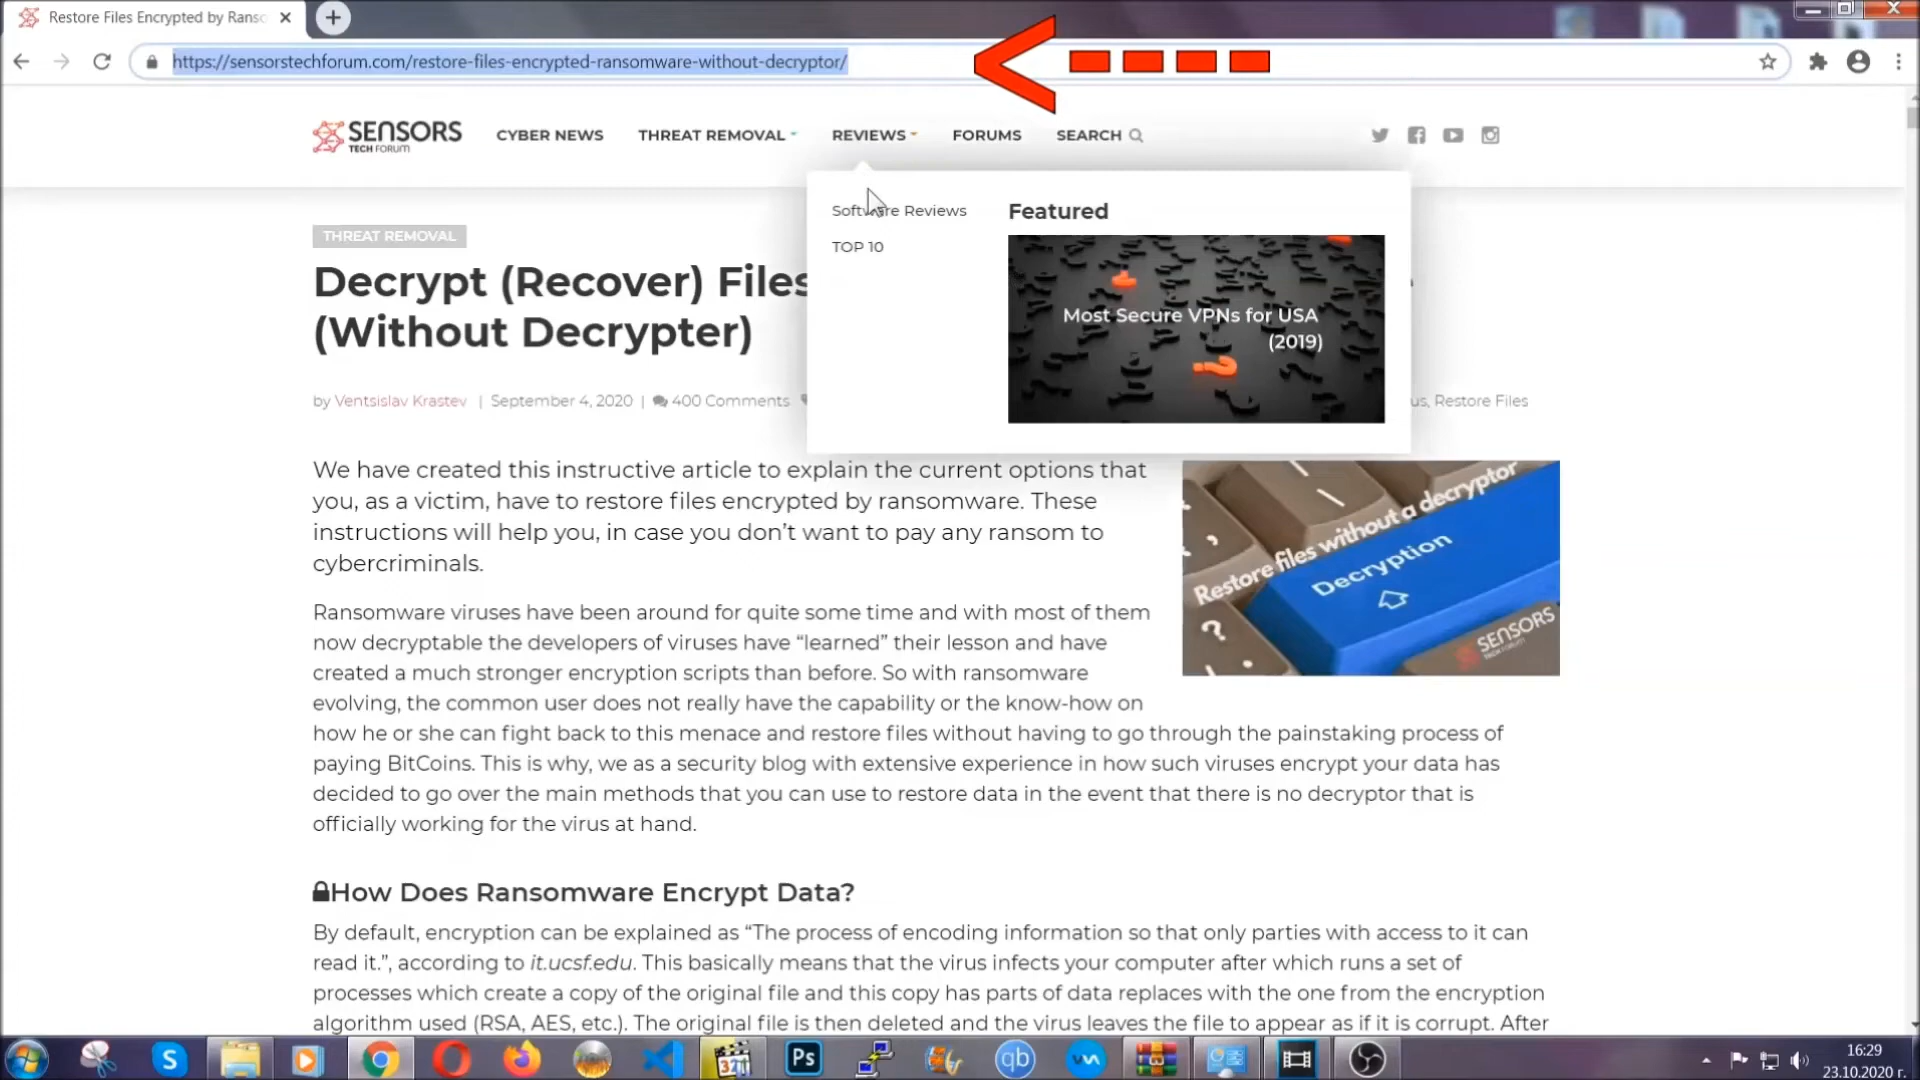 Restore Files Encrypted by Ranso
https://sensorstechforum.com/restore-files-encrypted-ransomware-without-decryptor/
SENSORS
TECH FORUM
CYBER NEWS
THREAT REMOVAL
REVIEWS
FORUMS
SEARCH
Software Reviews
TOP 10
Featured
Most Secure VPNs for USA
(2019)
THREAT REMOVAL
Decrypt (Recover) Files
(Without Decrypter)
by Ventsislav Krastev | September 4, 2020 | 400 Comments
us, Restore Files
We have created this instructive article to explain the current options that
you, as a victim, have to restore files encrypted by ransomware. These
instructions will help you, in case you don’t want to pay any ransom to
cybercriminals.
Restore files without a decryptor
Decryption
SENSORS
TECH FORUM
Ransomware viruses have been around for quite some time and with most of them
now decryptable the developers of viruses have “learned” their lesson and have
created a much stronger encryption scripts than before. So with ransomware
evolving, the common user does not really have the capability or the know-how on
how he or she can fight back to this menace and restore files without having to go through the painstaking process of
paying BitCoins. This is why, we as a security blog with extensive experience in how such viruses encrypt your data has
decided to go over the main methods that you can use to restore data in the event that there is no decryptor that is
officially working for the virus at hand.
How Does Ransomware Encrypt Data?
By default, encryption can be explained as “The process of encoding information so that only parties with access to it can
read it.”, according to it.ucsf.edu. This basically means that the virus infects your computer after which runs a set of
processes which create a copy of the original file and this copy has parts of data replaces with the one from the encryption
algorithm used (RSA, AES, etc.). The original file is then deleted and the virus leaves the file to appear as if it is corrupt. After
S
321
Ps
qb
16:29
23.10.2020 г.